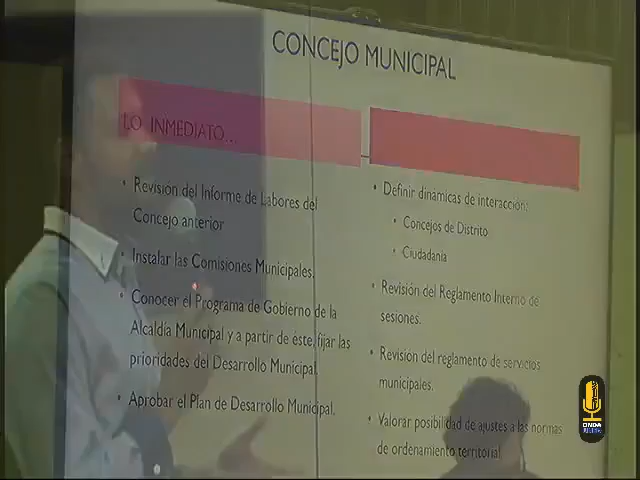 CONCEJO MUNICIPAL
LO INMEDIATO...
• Revisión del Informe de Labores del
Concejo anterior
• Instalar las Comisiones Municipales.
• Conocer el Programa de Gobierno de la
Alcaldía Municipal y a partir de éste, fijar las
prioridades del Desarrollo Municipal.
• Aprobar el Plan de Desarrollo Municipal.
• Definir dinámicas de interacción:
• Concejos de Distrito
• Ciudadanía
• Revisión del Reglamento Interno de
sesiones.
• Revisión del reglamento de servicios
municipales.
• Valorar posibilidad de ajustes a las normas
de ordenamiento territorial.
ONDA